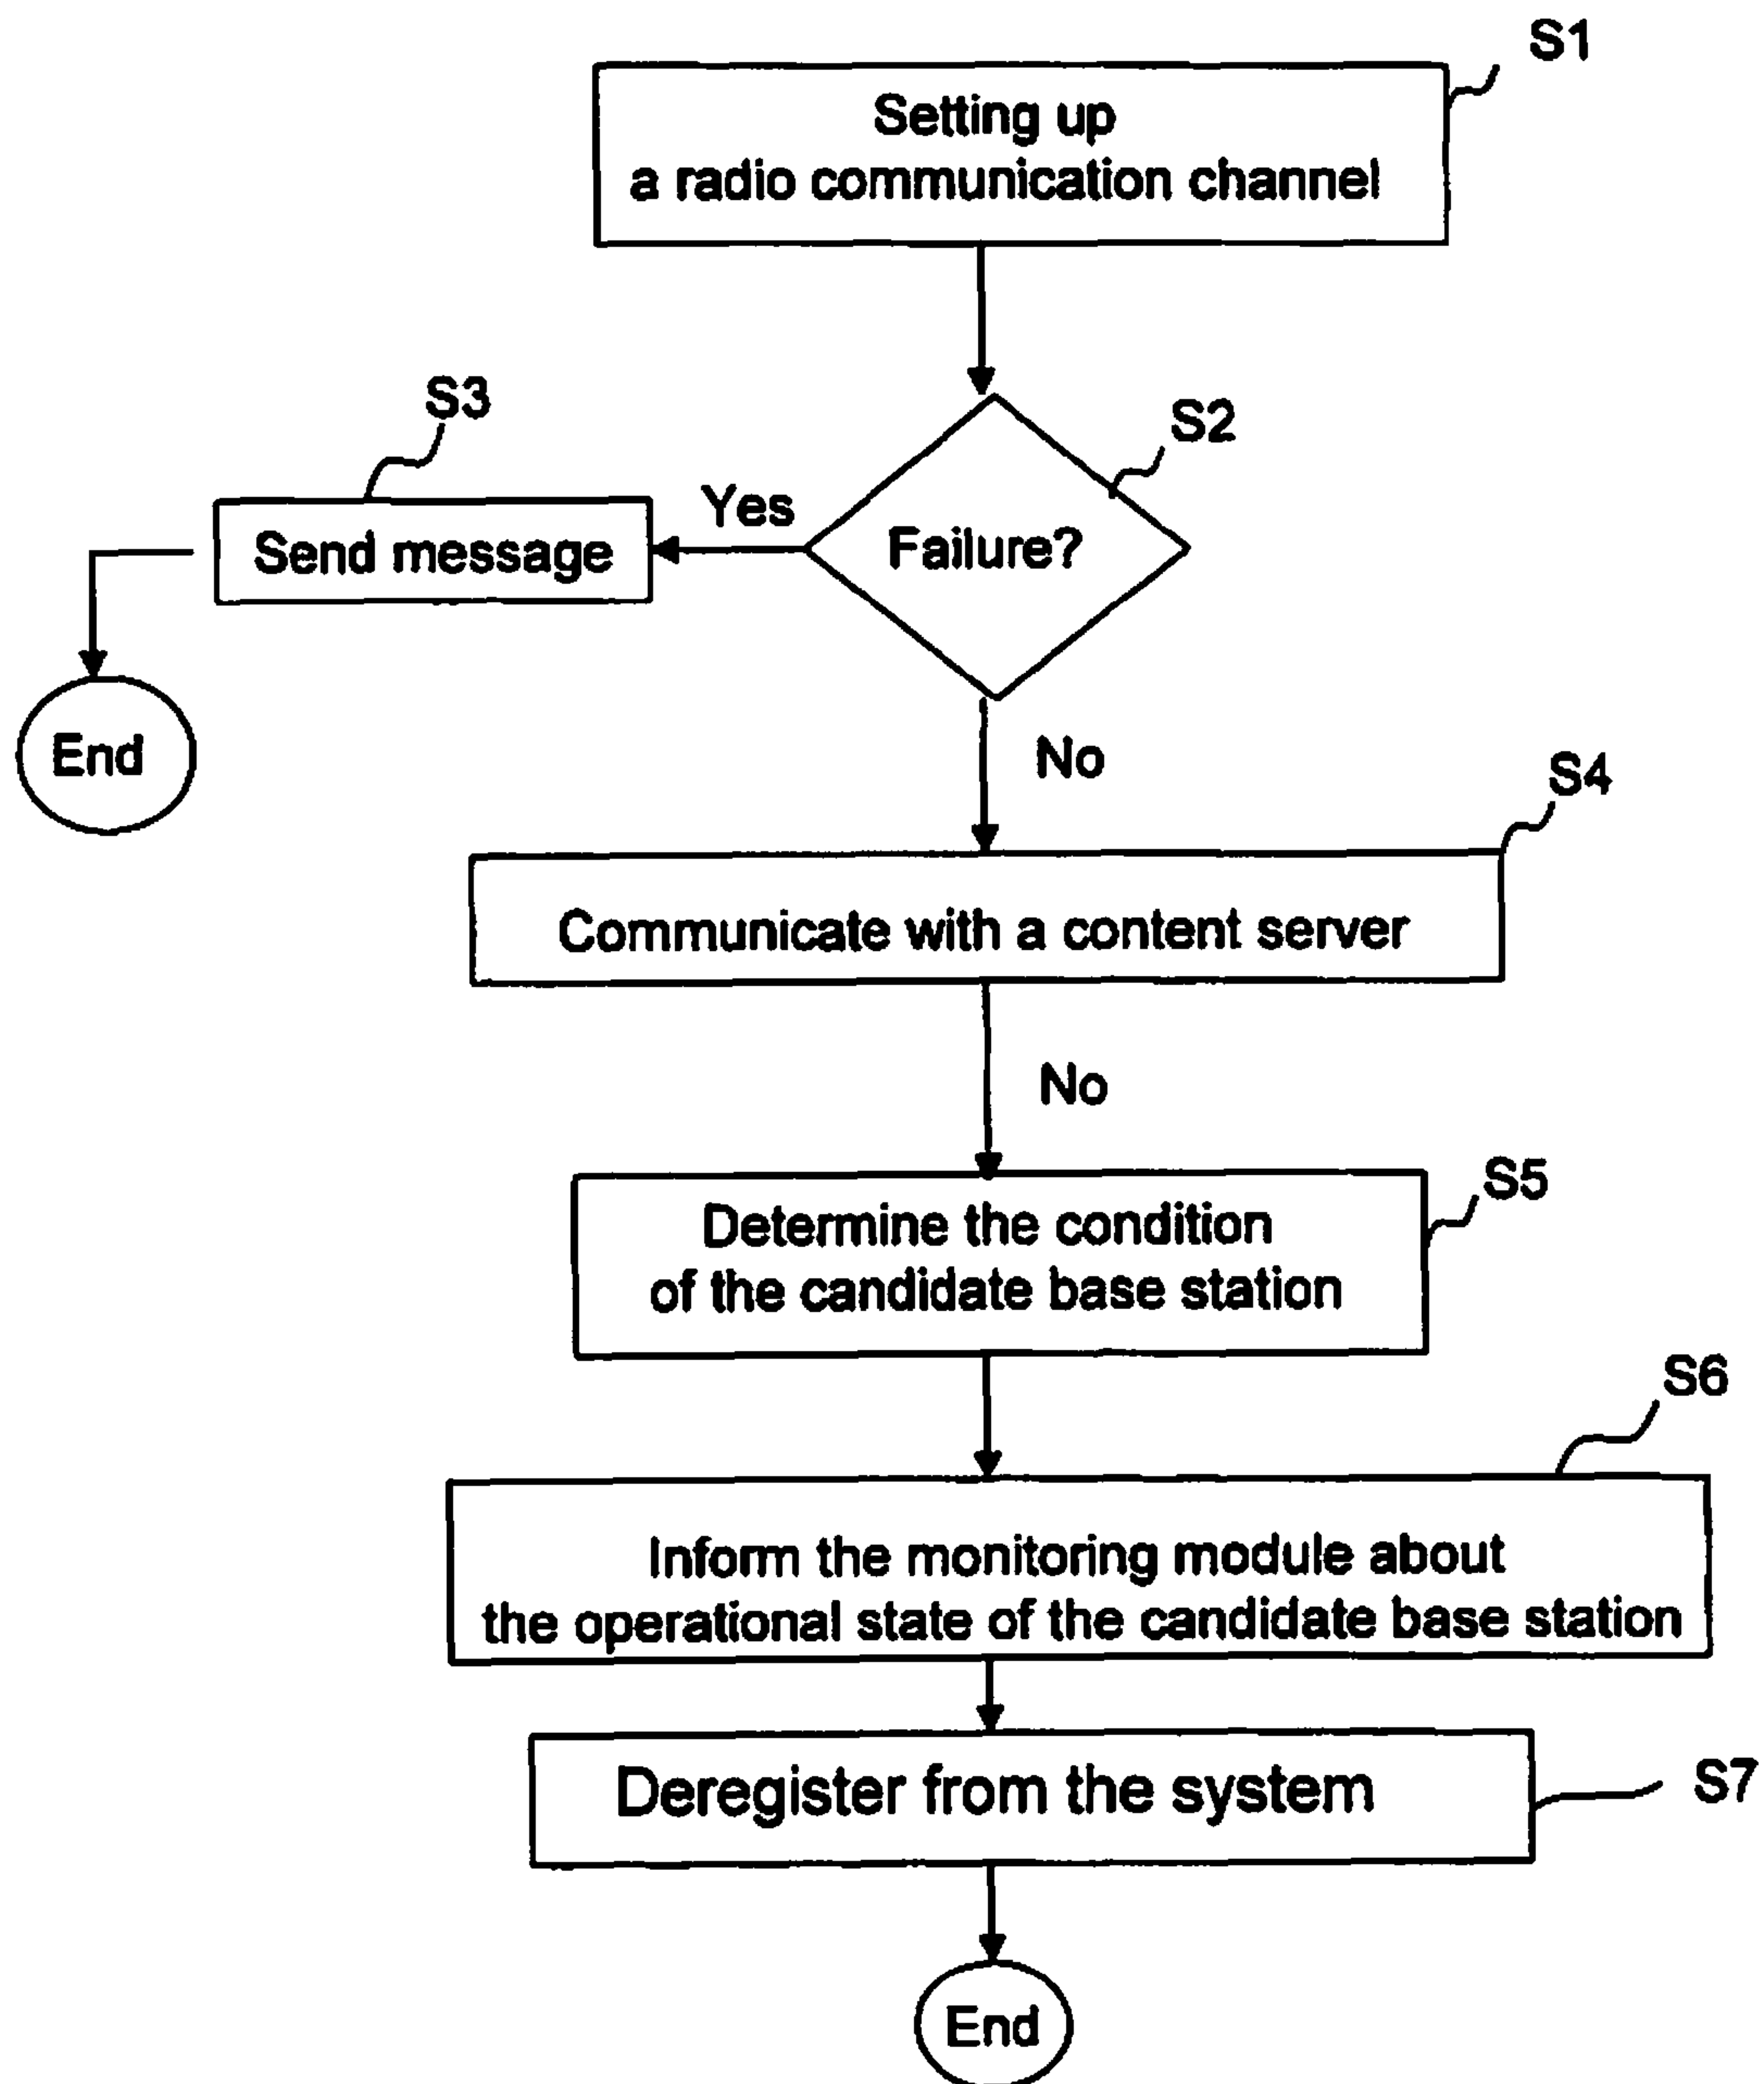 S1
Setting up
a radio communication channel
S3
S2
Yes
Failure?
Send message
End
No
S4
Communicate with a content server
No
S5
Determine the condition
of the candidate base station
S6
Inform the monitoring module about
the operational state of the candidate base station
Deregister from the system
S7
End